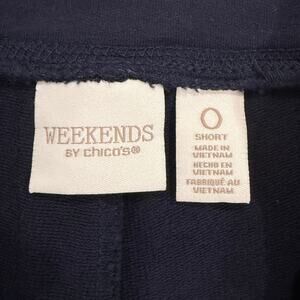 WEEKENDS
BY chico's®
0
SHORT
MADE IN
VIETNAM
HECHO EN
VIETNAM
FABRIQUÉ AU
VIETNAM